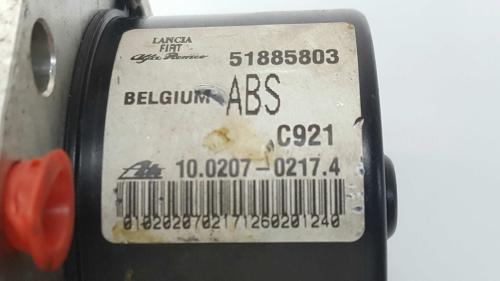 LANCIA
FIAT
Alfa Romeo 51885803
BELGIUM ABS
C921
Ate 10.0207-0217.4
0102020702171260201240